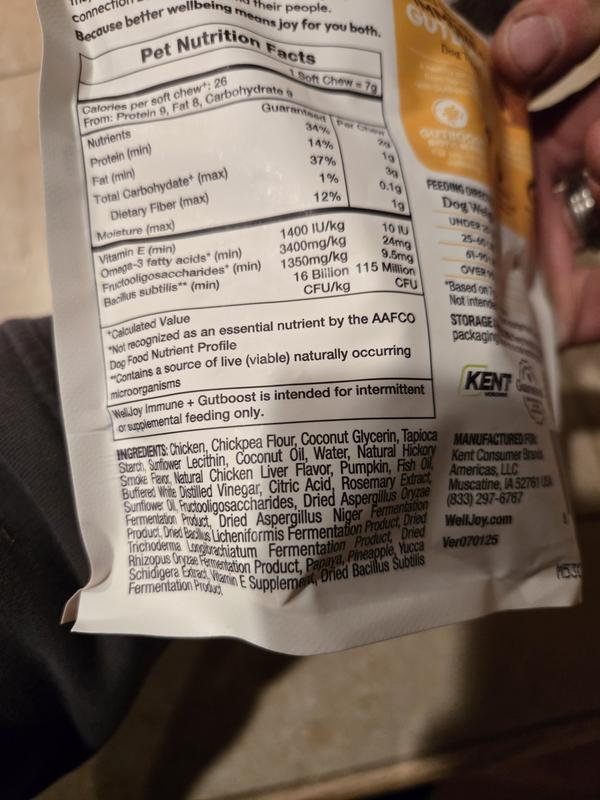 connection
their people.
Because better wellbeing means joy for you both.
Pet Nutrition Facts
1 Soft Chew = 7g
Calories per soft chew*: 26
From: Protein 9, Fat 8, Carbohydrate 9
Nutrients Guaranteed Per Chew
Protein (min) 34% 2g
Fat (min) 14% 1g
Total Carbohydate* (max) 37% 3g
Dietary Fiber (max) 1% 0.1g
Moisture (max) 12% 1g
Vitamin E (min) 1400 IU/kg 10 IU
Omega-3 fatty acids* (min) 3400mg/kg 24mg
Fructooligosaccharides* (min) 1350mg/kg 9.5mg
Bacillus subtilis** (min) 16 Billion CFU/kg 115 Million CFU
*Calculated Value
*Not recognized as an essential nutrient by the AAFCO
Dog Food Nutrient Profile
**Contains a source of live (viable) naturally occurring
microorganisms
WellJoy Immune + Gutboost is intended for intermittent
or supplemental feeding only.
INGREDIENTS: Chicken, Chickpea Flour, Coconut Glycerin, Tapioca
Starch, Sunflower Lecithin, Coconut Oil, Water, Natural Hickory
Smoke Flavor, Natural Chicken Liver Flavor, Pumpkin, Fish Oil,
Buffered White Distilled Vinegar, Citric Acid, Rosemary Extract,
Sunflower Oil, Fructooligosaccharides, Dried Aspergillus Oryzae
Fermentation Product, Dried Aspergillus Niger Fermentation
Product, Dried Bacillus Licheniformis Fermentation Product, Dried
Trichoderma Longibrachiatum Fermentation Product, Dried
Rhizopus Oryzae Fermentation Product, Papaya, Pineapple, Yucca
Schidigera Extract, Vitamin E Supplement, Dried Bacillus Subtilis
Fermentation Product
Dog
FEEDING
Dog
UNDER
25-
OVER
*Based on
Not
STORAGE
packaging
KENT
MANUFACTURED FOR:
Kent Consumer Brands
Americas, LLC
Muscatine, IA 52761 USA
(833) 297-6767
WellJoy.com
Ver070125